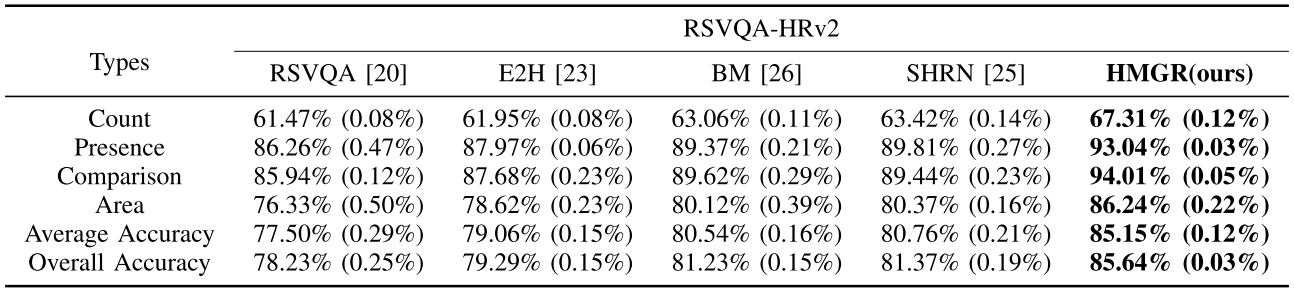 RSVQA-HRv2
Types RSVQA [20] E2H [23] BM [26] SHRN [25] HMGR(ours)
Count 61.47% (0.08%) 61.95% (0.08%) 63.06% (0.11%) 63.42% (0.14%) 67.31% (0.12%)
Presence 86.26% (0.47%) 87.97% (0.06%) 89.37% (0.21%) 89.81% (0.27%) 93.04% (0.03%)
Comparison 85.94% (0.12%) 87.68% (0.23%) 89.62% (0.29%) 89.44% (0.23%) 94.01% (0.05%)
Area 76.33% (0.50%) 78.62% (0.23%) 80.12% (0.39%) 80.37% (0.16%) 86.24% (0.22%)
Average Accuracy 77.50% (0.29%) 79.06% (0.15%) 80.54% (0.16%) 80.76% (0.21%) 85.15% (0.12%)
Overall Accuracy 78.23% (0.25%) 79.29% (0.15%) 81.23% (0.15%) 81.37% (0.19%) 85.64% (0.03%)